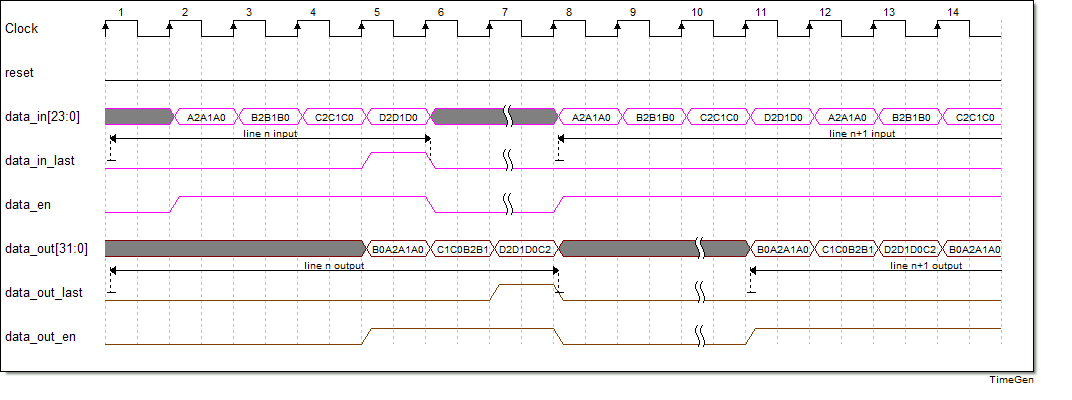 1 2 3 4 5 6 7 8 9 10 11 12 13 14
Clock
reset
data_in[23:0] A2A1A0 B2B1B0 C2C1C0 D2D1D0 A2A1A0 B2B1B0 C2C1C0 D2D1D0 A2A1A0 B2B1B0 C2C1C0
line n input line n+1 input
data_in_last
data_en
data_out[31:0] B0A2A1A0 C1C0B2B1 D2D1D0C2 B0A2A1A0 C1C0B2B1 D2D1D0C2 B0A2A1A0
line n output line n+1 output
data_out_last
data_out_en
TimeGen